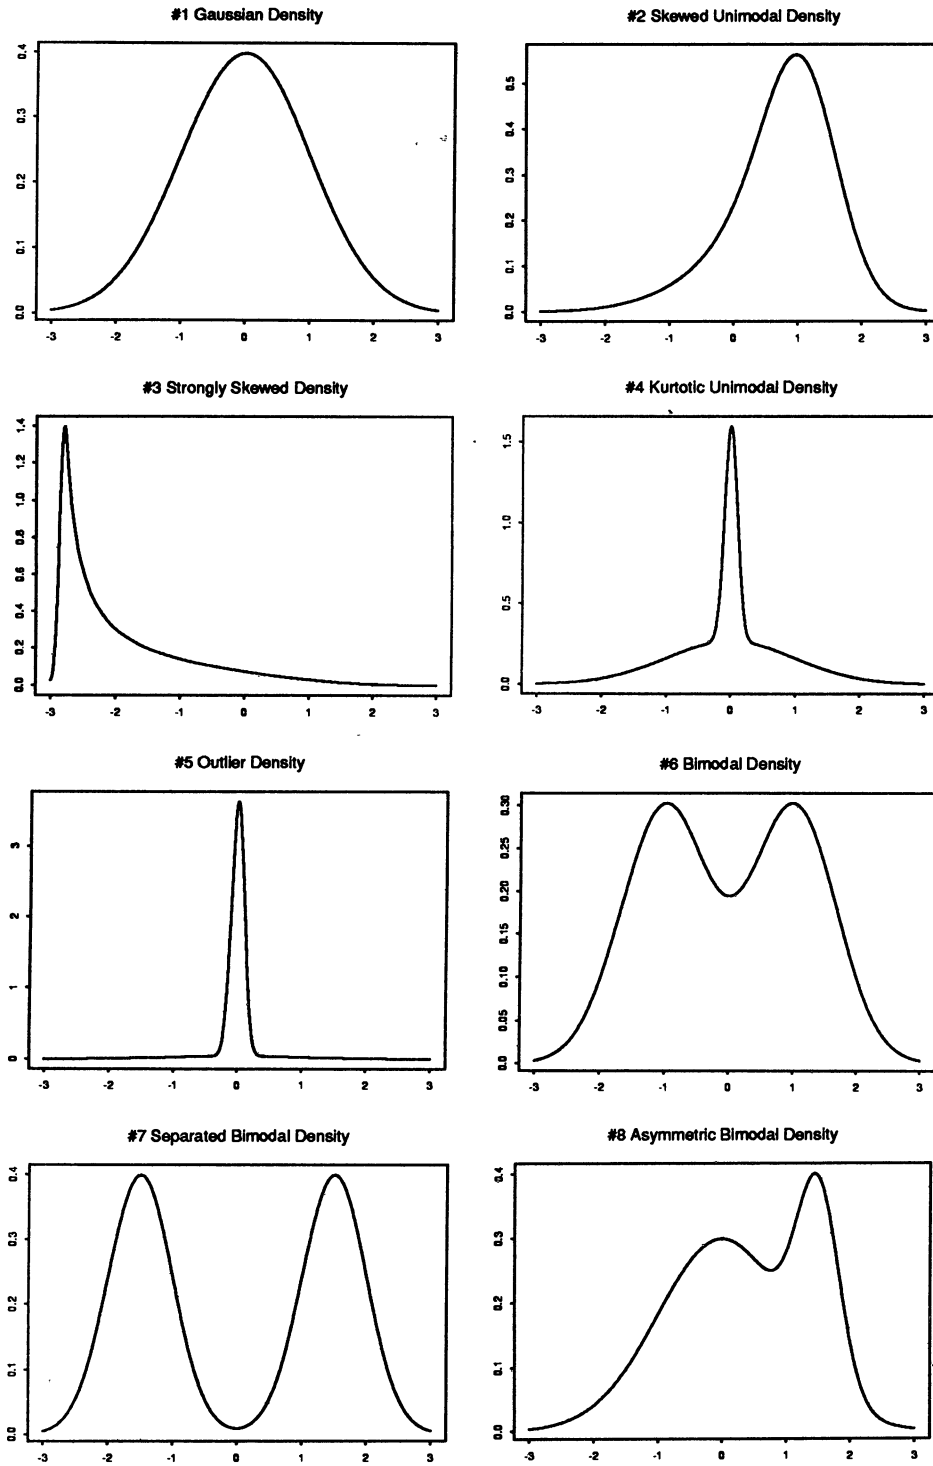 #1 Gaussian Density
0.4
0.3
0.2
0.1
0.0
-3 -2 -1 0 1 2 3
#2 Skewed Unimodal Density
0.5
0.4
0.3
0.2
0.1
0.0
-3 -2 -1 0 1 2 3
#3 Strongly Skewed Density
1.4
1.2
1.0
0.8
0.6
0.4
0.2
0.0
-3 -2 -1 0 1 2 3
#4 Kurtotic Unimodal Density
1.5
1.0
0.5
0.0
-3 -2 -1 0 1 2 3
#5 Outlier Density
3
2
1
0
-3 -2 -1 0 1 2 3
#6 Bimodal Density
0.30
0.25
0.20
0.15
0.10
0.05
0.0
-3 -2 -1 0 1 2 3
#7 Separated Bimodal Density
0.4
0.3
0.2
0.1
0.0
-3 -2 -1 0 1 2 3
#8 Asymmetric Bimodal Density
0.4
0.3
0.2
0.1
0.0
-3 -2 -1 0 1 2 3